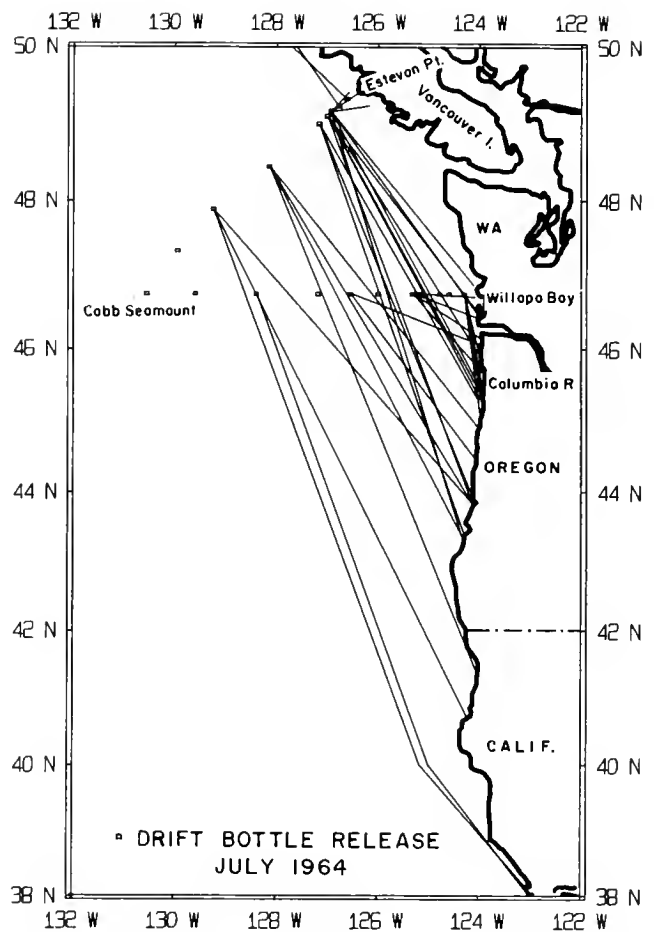 132 W 130 W 128 W 126 W 124 W 122 W
50 N 50 N
Estevan Pt.
Vancouver I.
48 N 48 N
WA
Cobb Seamount
Willapa Bay
46 N 46 N
Columbia R
OREGON
44 N 44 N
42 N 42 N
CALIF.
40 N 40 N
DRIFT BOTTLE RELEASE
JULY 1964
38 N 38 N
132 W 130 W 128 W 126 W 124 W 122 W